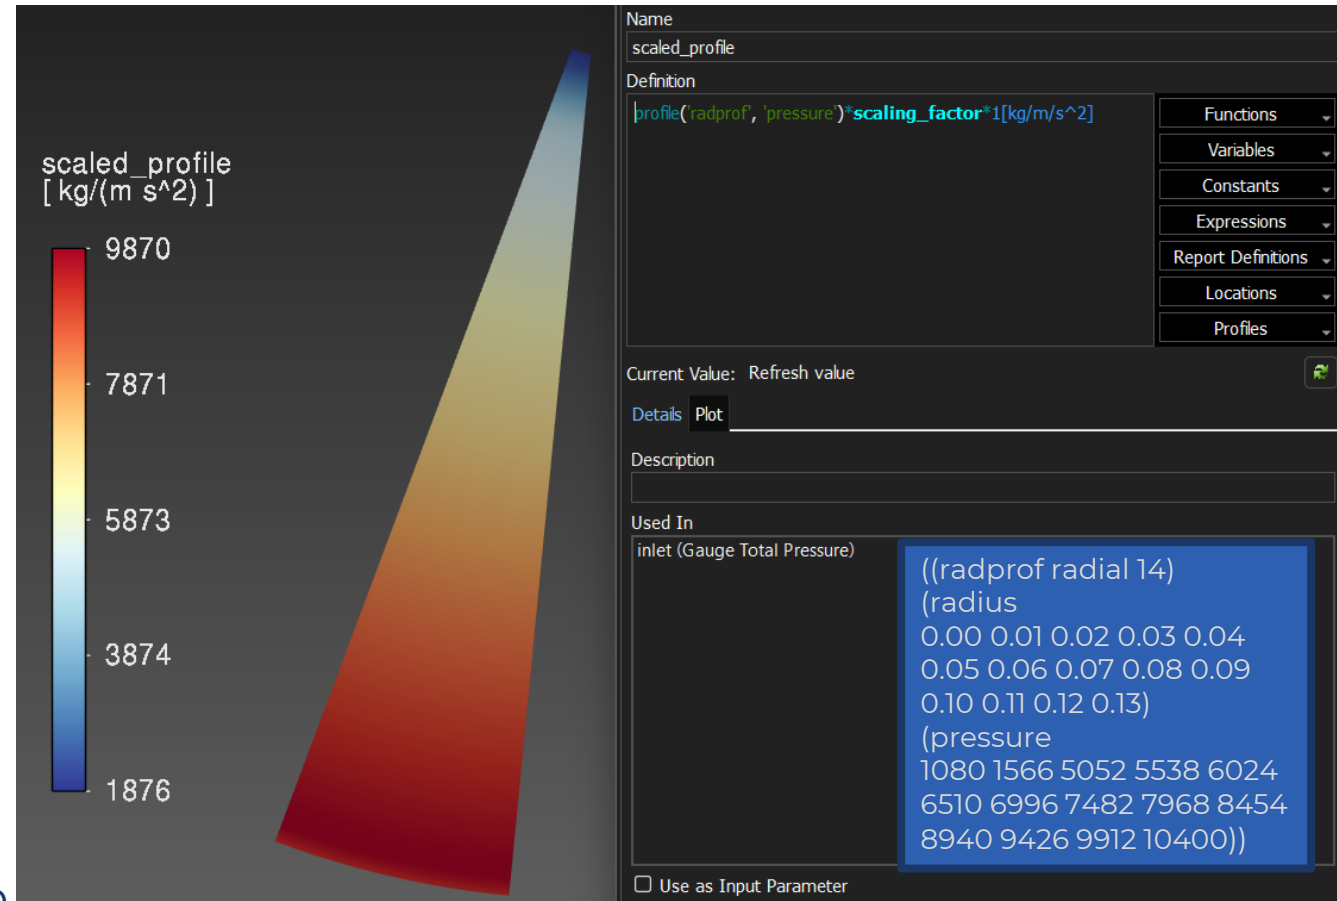 scaled_profile
[ kg/(m s^2) ]
9870
7871
5873
3874
1876
Name
scaled_profile
Definition
profile('radprof', 'pressure')*scaling_factor*1[kg/m/s^2]
Functions
Variables
Constants
Expressions
Report Definitions
Locations
Profiles
Current Value: Refresh value
Details Plot
Description
Used In
inlet (Gauge Total Pressure)
((radprof radial 14)
(radius
0.00 0.01 0.02 0.03 0.04
0.05 0.06 0.07 0.08 0.09
0.10 0.11 0.12 0.13)
(pressure
1080 1566 5052 5538 6024
6510 6996 7482 7968 8454
8940 9426 9912 10400))
Use as Input Parameter